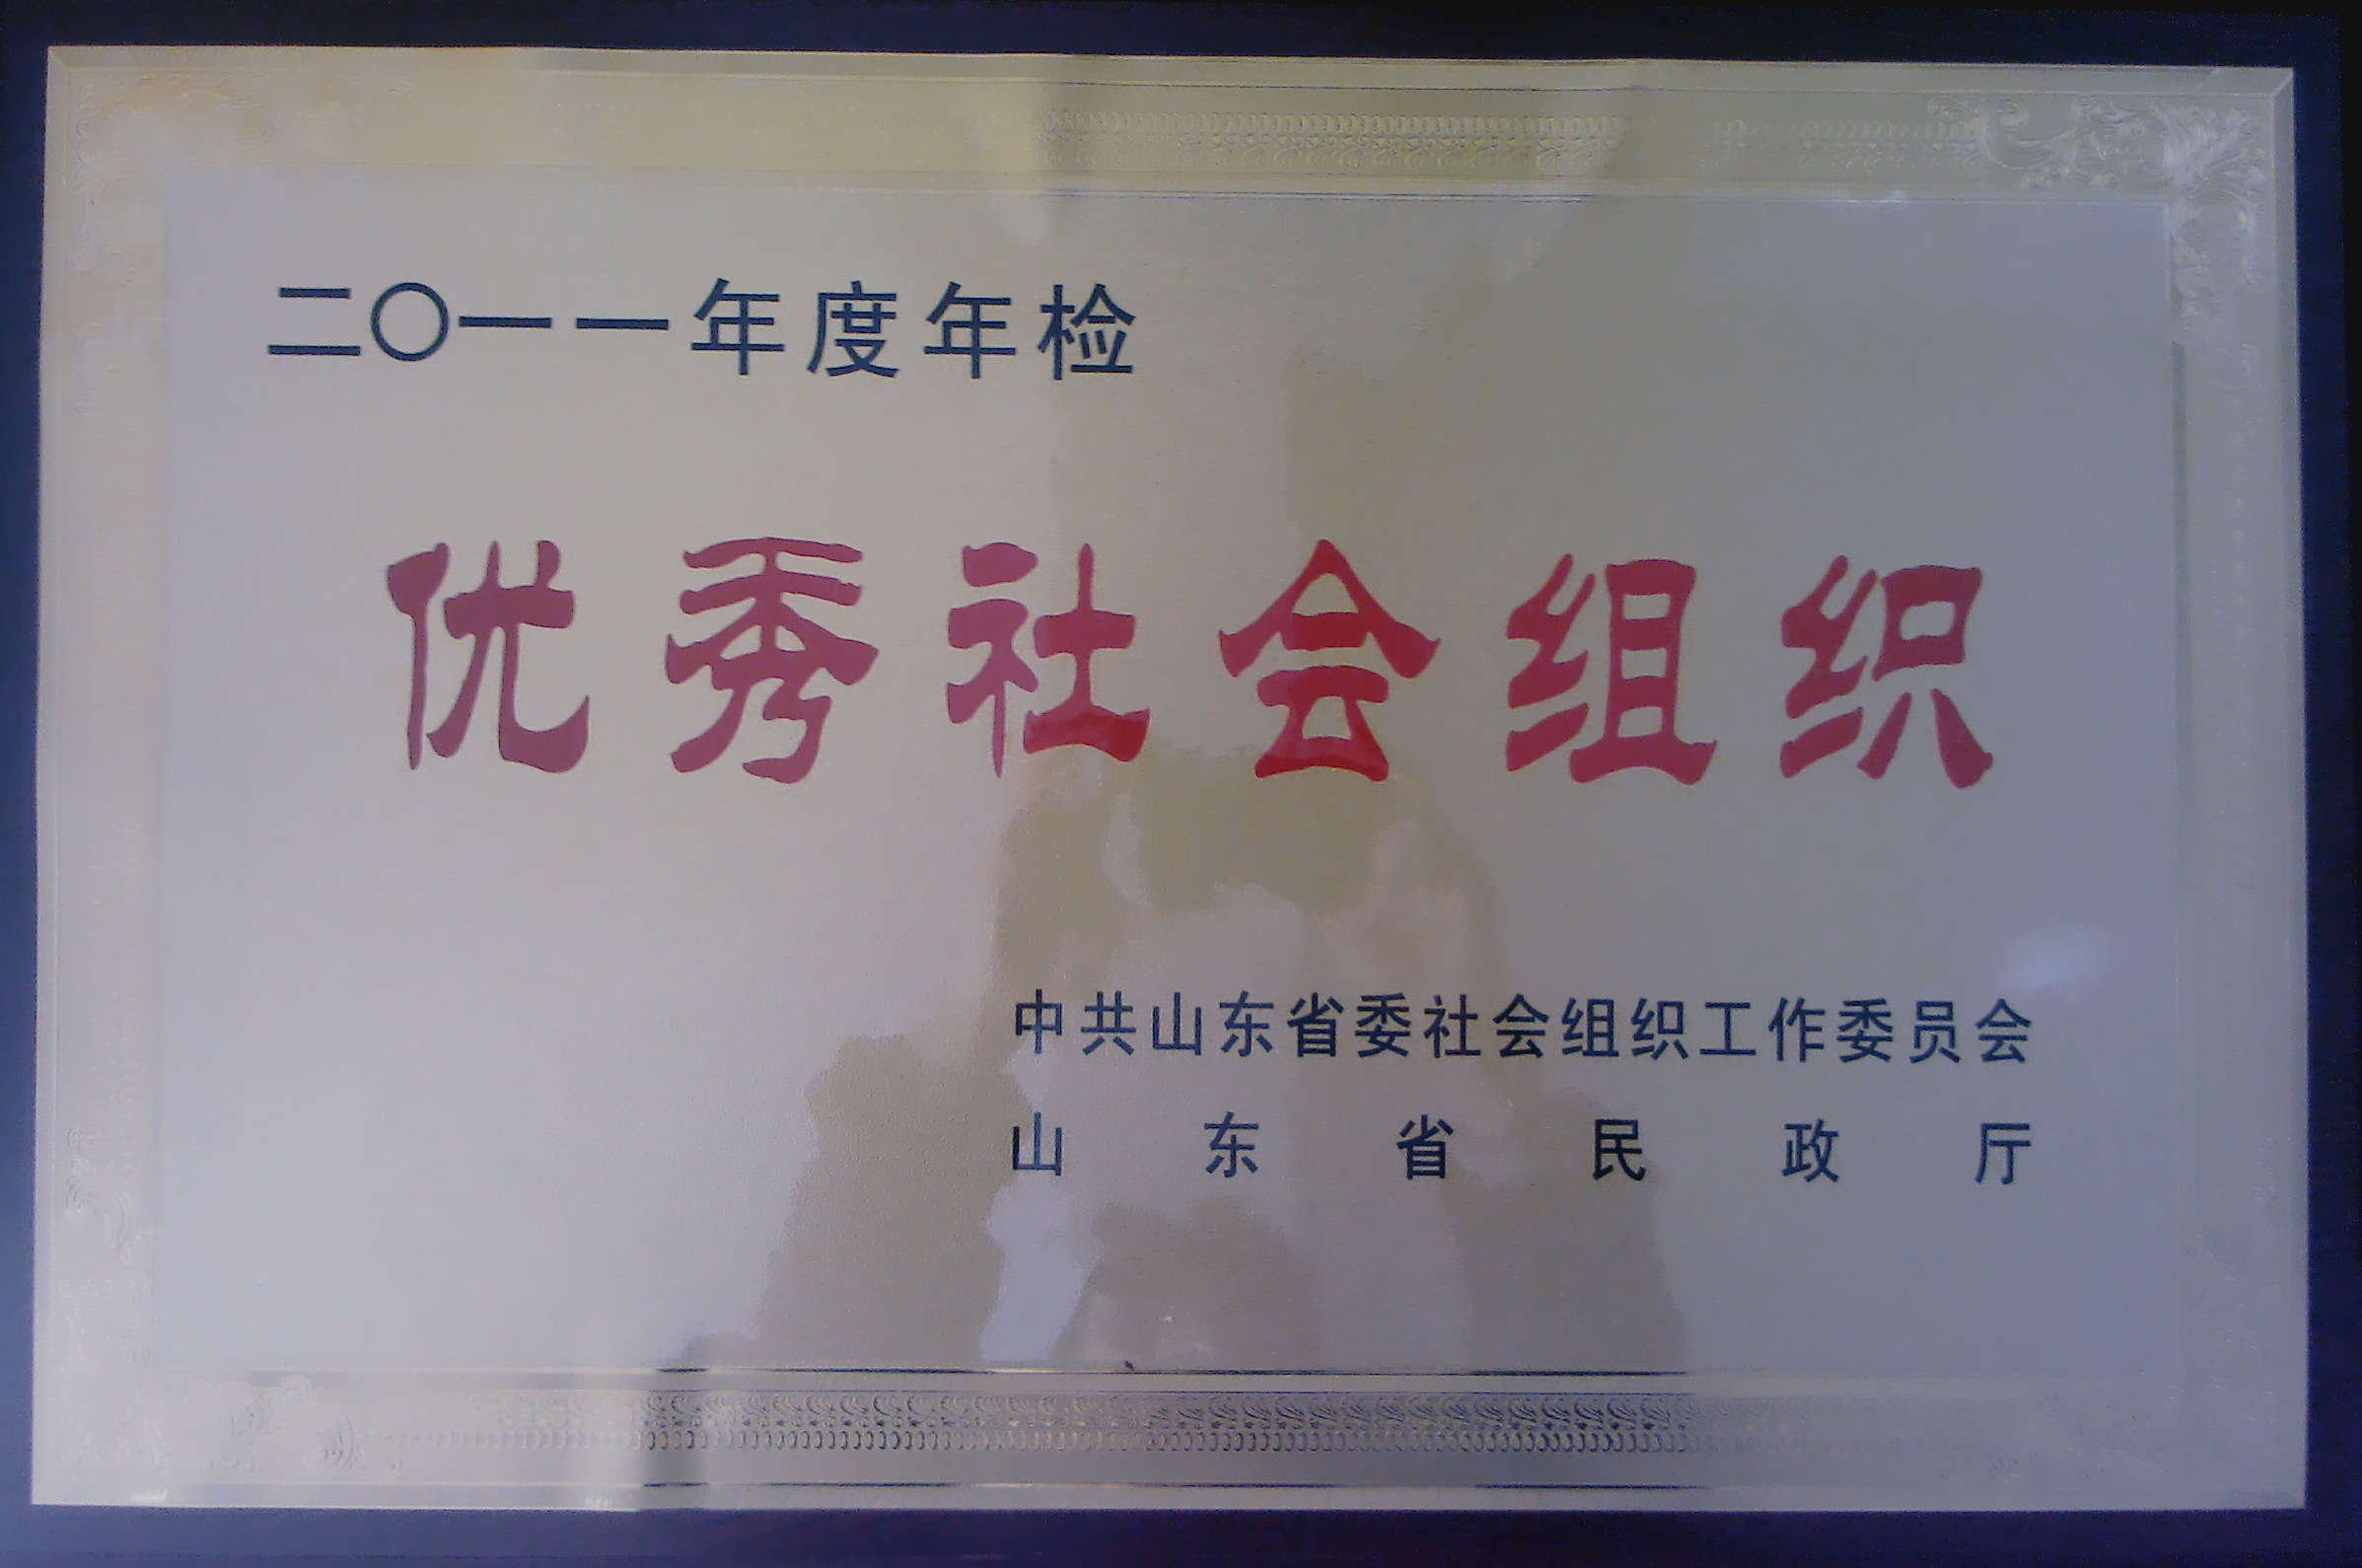 二〇一一年度年检
优秀社会组织
中共山东省委社会组织工作委员会
山东省民政厅